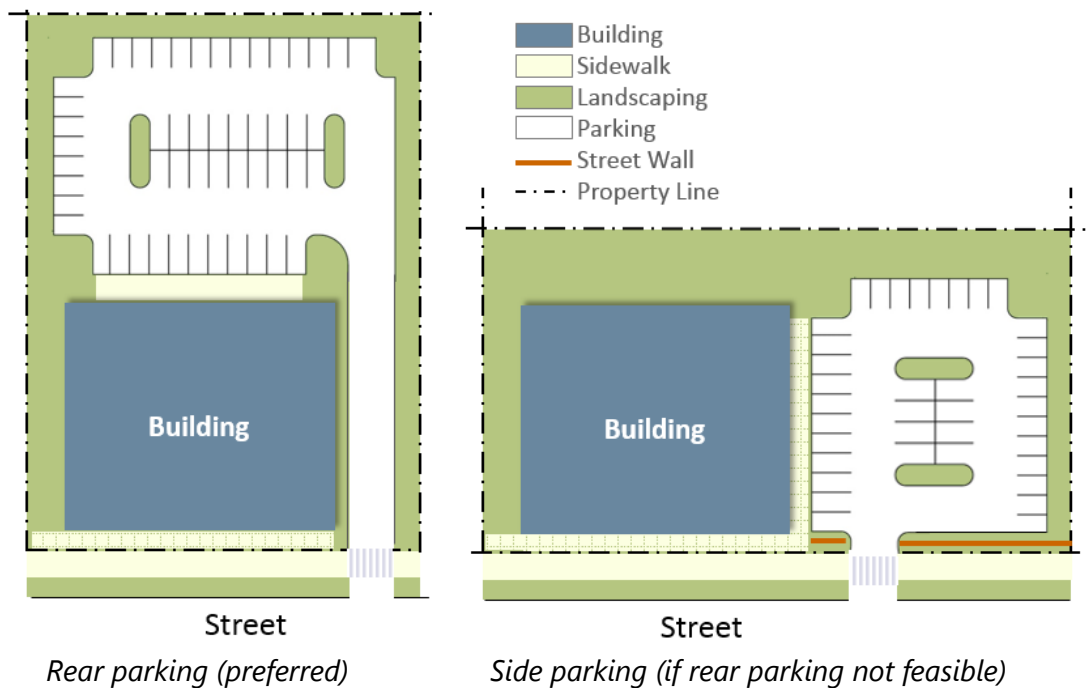 Building
Sidewalk
Landscaping
Parking
Street Wall
Property Line
Building
Building
Street
Street
Rear parking (preferred)
Side parking (if rear parking not feasible)